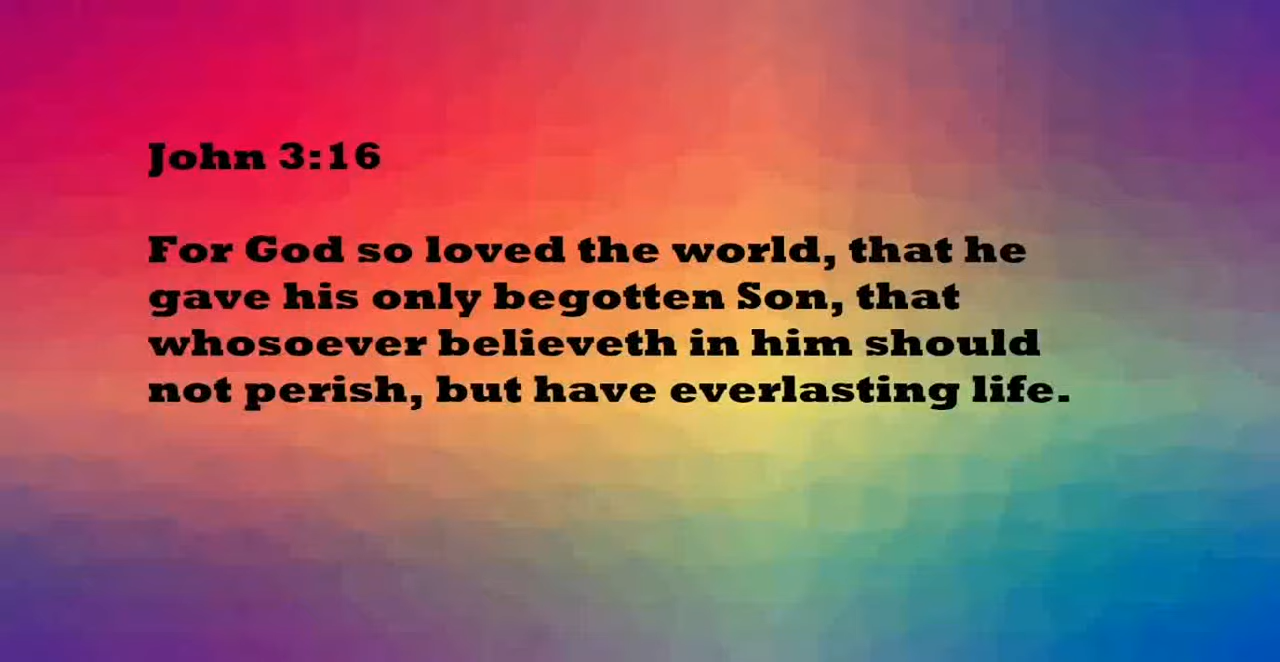 John 3:16
For God so loved the world, that he
gave his only begotten Son, that
whosoever believeth in him should
not perish, but have everlasting life.